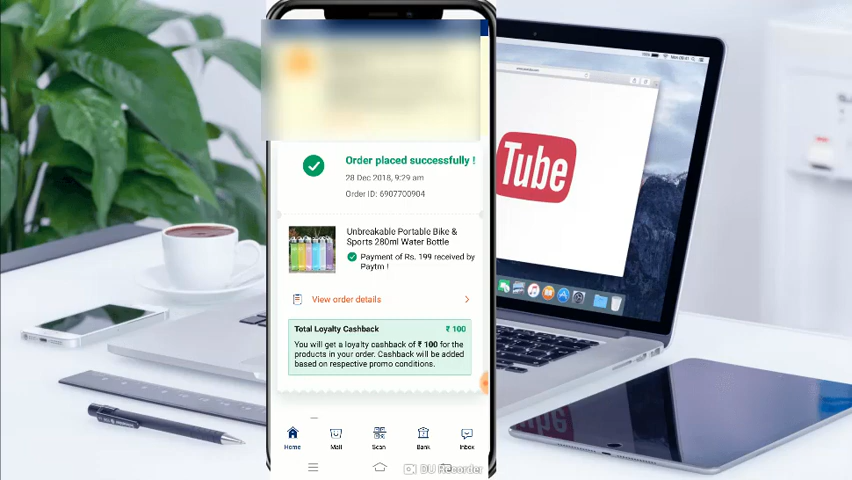 Order placed successfully !
28 Dec 2018, 9:29 am
Order ID: 6907700904
Unbreakable Portable Bike &
Sports 280ml Water Bottle
Payment of Rs. 199 received by
Paytm !
View order details
Total Loyalty Cashback ₹ 100
You will get a loyalty cashback of ₹ 100 for the
products in your order. Cashback will be added
based on respective promo conditions.
Home Mall Scan Bank Inbox
DU Recorder
Tube